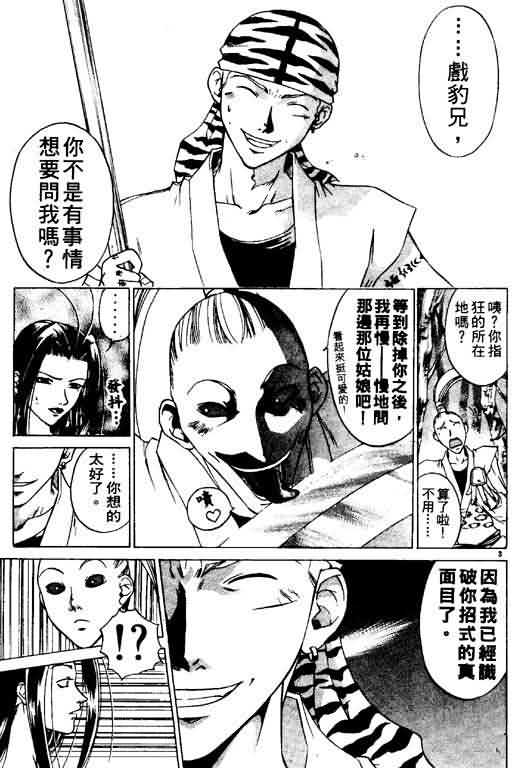 ……
戲豹兄，
你不是有事情
想要問我嗎？
咦？你指
狂的所在
地嗎？
算了啦！
不用……
等到除掉你之後，
我再慢——慢地問
那邊那位姑娘吧！
看起來挺可愛的！
嘖♡
………
發抖…
……你想的
太好了。
3
因為我已經識
破你招式的真
面目了。
!?